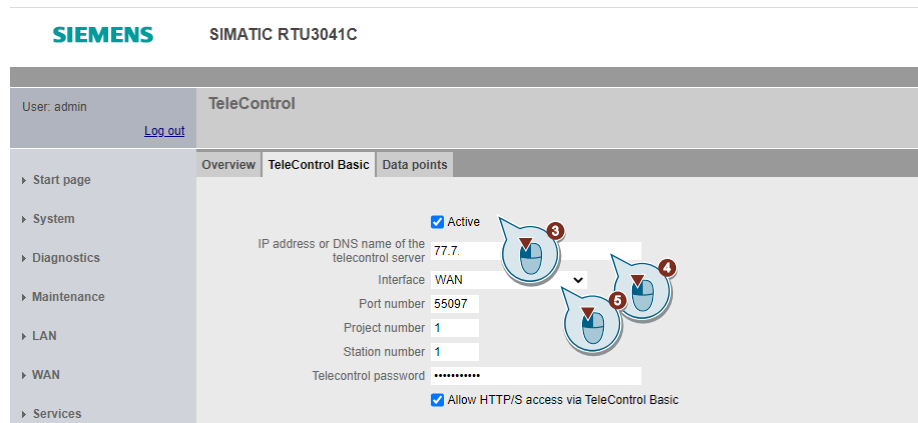 SIEMENS SIMATIC RTU3041C
User: admin TeleControl
Log out
Overview TeleControl Basic Data points
Start page
System
Diagnostics
Maintenance
LAN
WAN
Services
Active 3
IP address or DNS name of the
telecontrol server 77.7.
4
Interface WAN
5
Port number 55097
Project number 1
Station number 1
Telecontrol password •••••••••••
Allow HTTP/S access via TeleControl Basic